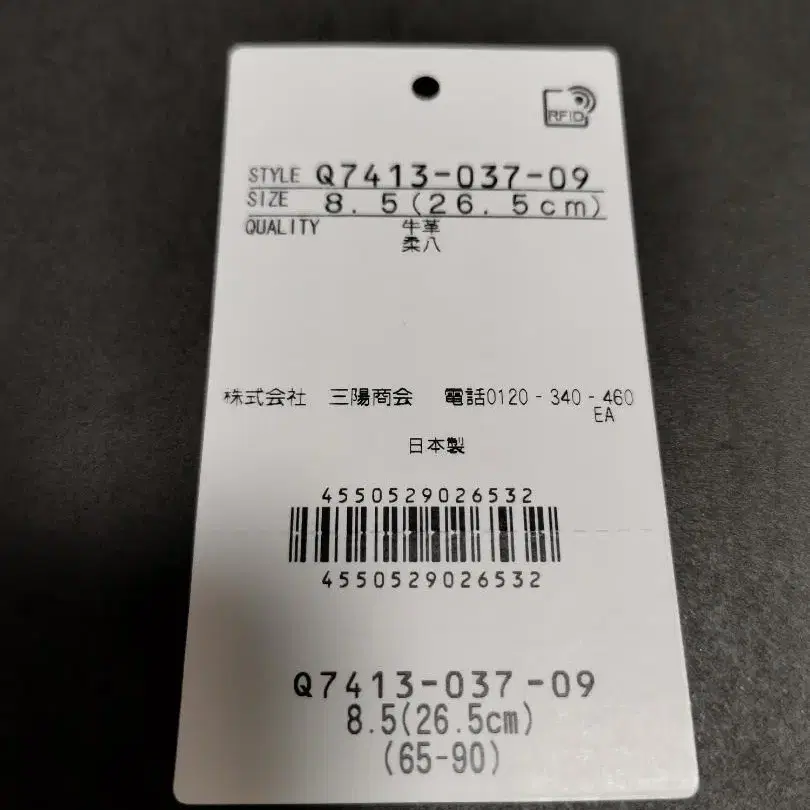 RFID
STYLE Q7413-037-09
SIZE 8.5(26.5cm)
QUALITY 牛革
柔八
株式会社 三陽商会 電話0120-340-460
EA
日本製
4550529026532
4550529026532
Q7413-037-09
8.5(26.5cm)
(65-90)